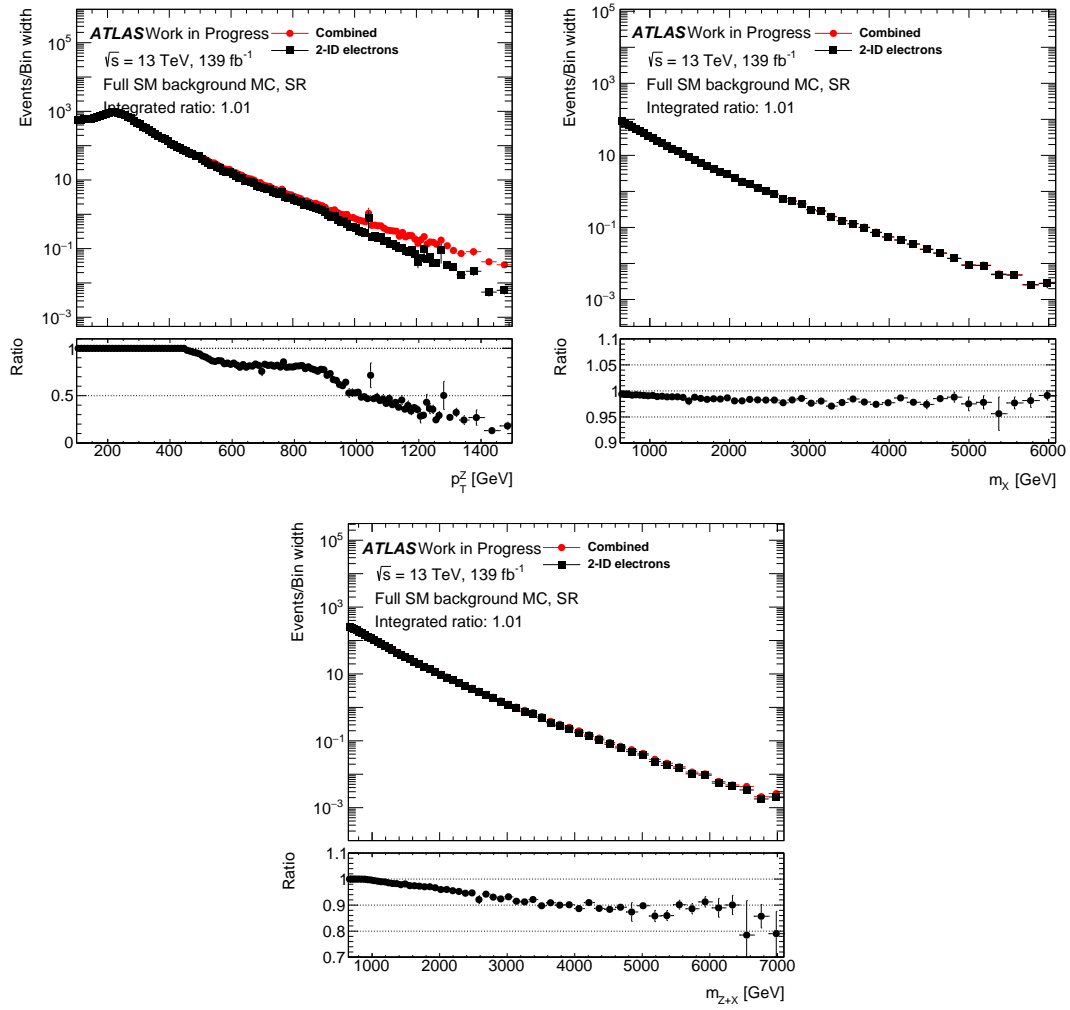 Events/Bin width
10⁵
10³
10
10⁻¹
10⁻³
ATLAS Work in Progress
√s = 13 TeV, 139 fb⁻¹
Full SM background MC, SR
Integrated ratio: 1.01
Combined
2-ID electrons
Ratio
1
0.5
0
200 400 600 800 1000 1200 1400
p_T^Z [GeV]
Events/Bin width
10⁵
10³
10
10⁻¹
10⁻³
ATLAS Work in Progress
√s = 13 TeV, 139 fb⁻¹
Full SM background MC, SR
Integrated ratio: 1.01
Combined
2-ID electrons
Ratio
1.1
1.05
1
0.95
0.9
1000 2000 3000 4000 5000 6000
m_X [GeV]
Events/Bin width
10⁵
10³
10
10⁻¹
10⁻³
ATLAS Work in Progress
√s = 13 TeV, 139 fb⁻¹
Full SM background MC, SR
Integrated ratio: 1.01
Combined
2-ID electrons
Ratio
1.1
1
0.9
0.8
0.7
1000 2000 3000 4000 5000 6000 7000
m_Z+X [GeV]